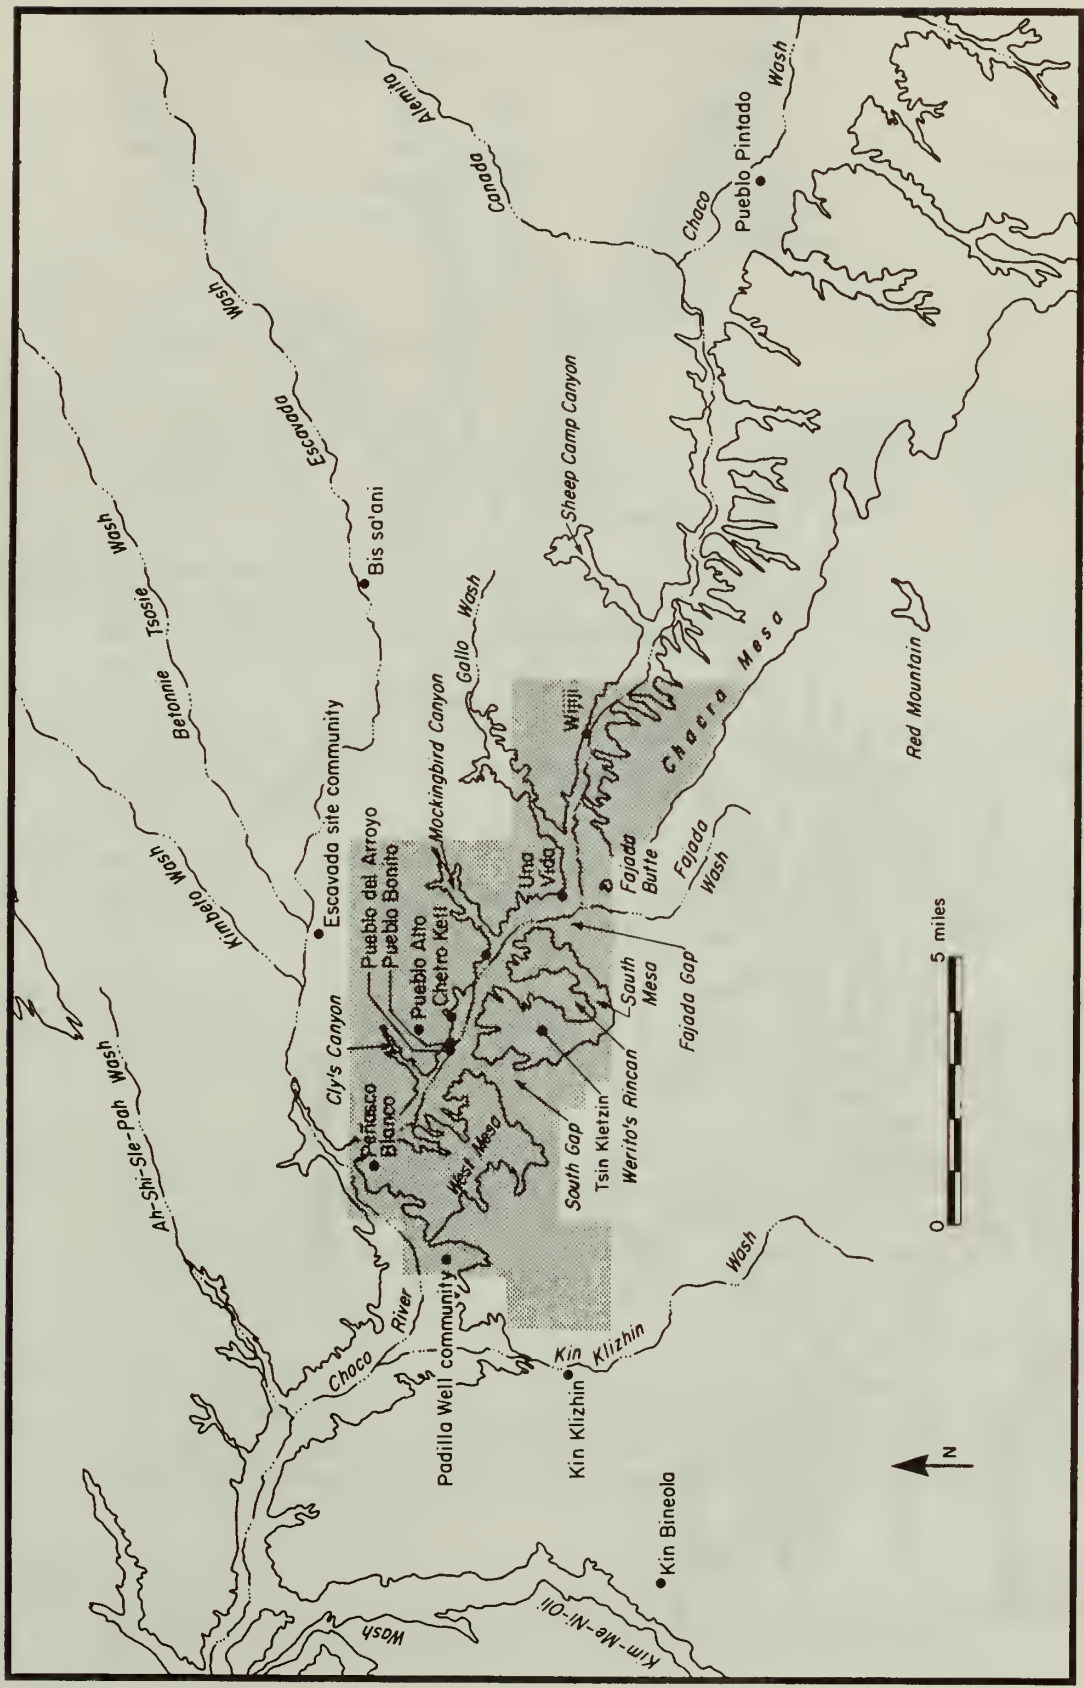 Ah-Shi-Sle-Pah Wash
Kimbeto Wash
Betonnie Tsosie Wash
Escavada Wash
Canada Alemita
Chaco Wash
Pueblo Pintado
Bis sa'ani
Escavada site community
Sheep Camp Canyon
Gallo Wash
Mockingbird Canyon
Cly's Canyon
Pueblo del Arroyo
Pueblo Bonito
Pueblo Alto
Chetro Ketl
Peñasco
Blanco
Una
Vida
Wijiji
Chacra Mesa
Fajada
Butte
Fajada
Wash
Red Mountain
West Mesa
South
Mesa
Fajada Gap
South Gap
Tsin Kletzin
Werito's Rincan
Chaco River
Padilla Well community
Kin Klizhin Wash
Kin Klizhin
Kin Bineola
Kim-Me-Ni-Oli Wash
N
0 5 miles